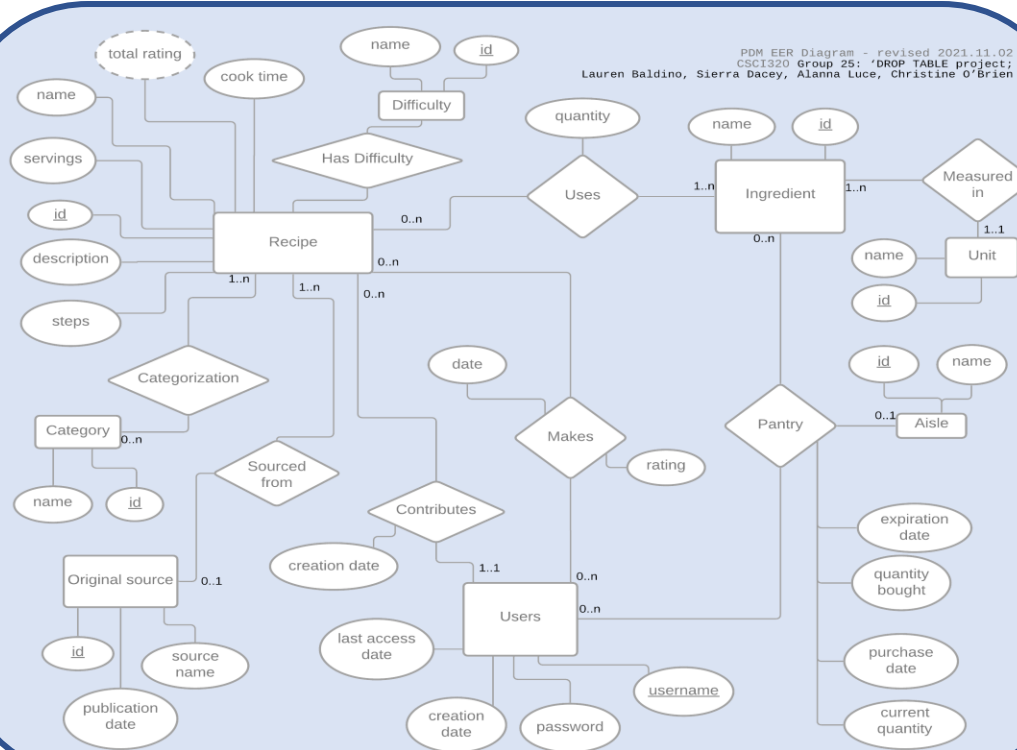 PDM EER Diagram - revised 2021.11.02
CSCI320 Group 25: ‘DROP TABLE project;
Lauren Baldino, Sierra Dacey, Alanna Luce, Christine O’Brien
total rating
name
id
cook time
name
Difficulty
quantity
name
id
servings
Has Difficulty
Uses
1..n
Ingredient
1..n
Measured
in
id
0..n
Recipe
0..n
1..1
description
0..n
name
Unit
1..n
1..n
0..n
id
steps
date
id
name
Categorization
Category
0..n
Makes
Pantry
0..1
Aisle
Sourced
from
rating
name
id
Contributes
expiration
date
creation date
1..1
0..n
quantity
bought
Original source
0..1
Users
0..n
last access
date
id
source
name
purchase
date
username
publication
date
creation
date
password
current
quantity